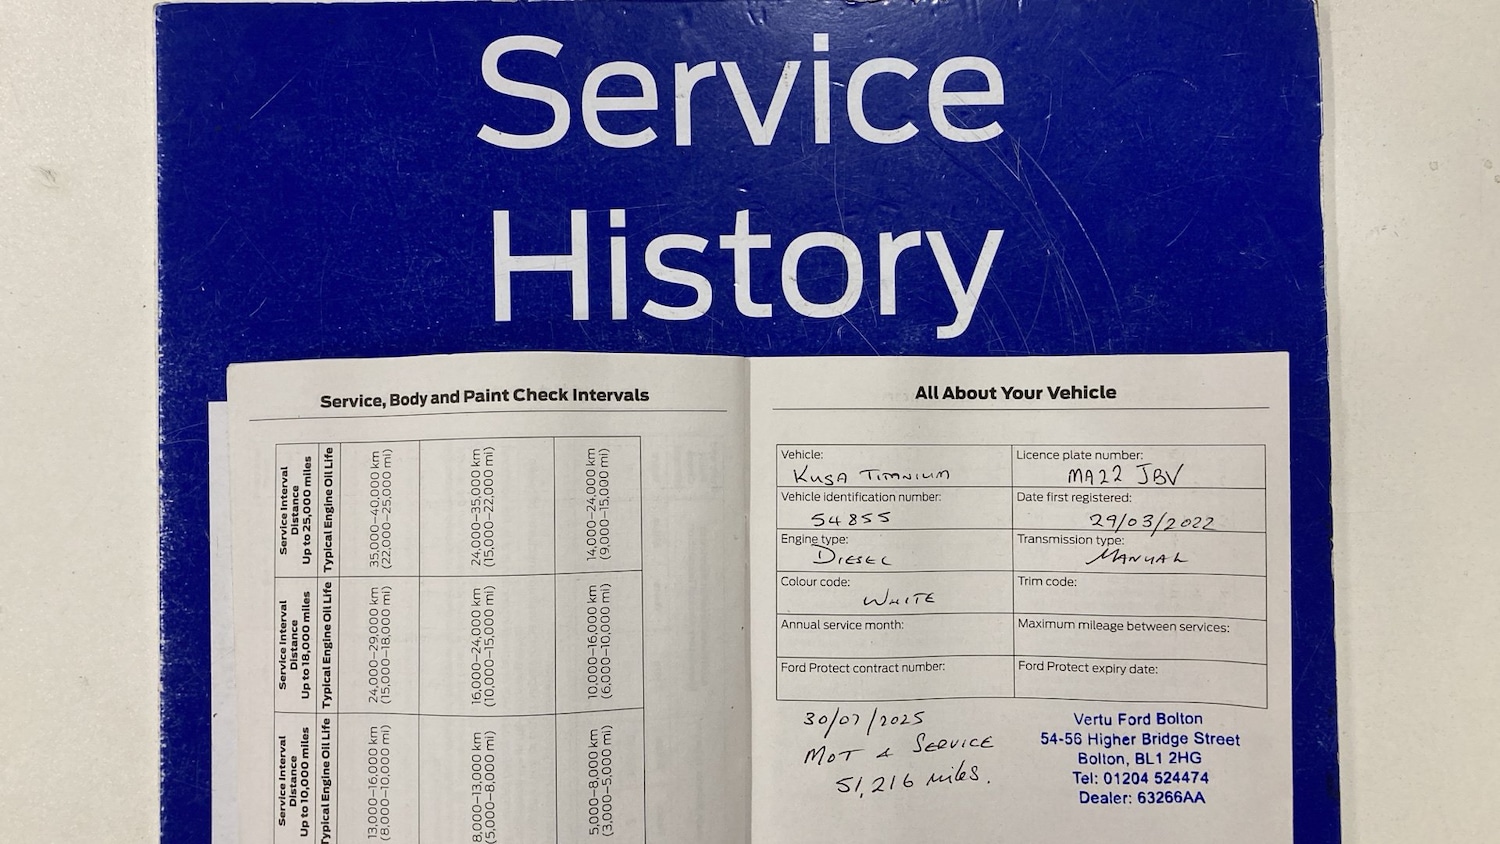 Service
History
Service, Body and Paint Check Intervals
Service Interval
Distance
Up to 25,000 miles
Typical Engine Oil Life
35,000–40,000 km
(22,000–25,000 mi)
24,000–35,000 km
(15,000–22,000 mi)
14,000–24,000 km
(9,000–15,000 mi)
Service Interval
Distance
Up to 18,000 miles
Typical Engine Oil Life
24,000–29,000 km
(15,000–18,000 mi)
16,000–24,000 km
(10,000–15,000 mi)
10,000–16,000 km
(6,000–10,000 mi)
Service Interval
Distance
Up to 10,000 miles
Typical Engine Oil Life
13,000–16,000 km
(8,000–10,000 mi)
8,000–13,000 km
(5,000–8,000 mi)
5,000–8,000 km
(3,000–5,000 mi)
All About Your Vehicle
Vehicle:
KUGA TITANIUM
Licence plate number:
MA22 JBV
Vehicle identification number:
54855
Date first registered:
29/03/2022
Engine type:
DIESEL
Transmission type:
MANUAL
Colour code:
WHITE
Trim code:
Annual service month:
Maximum mileage between services:
Ford Protect contract number:
Ford Protect expiry date:
30/07/2025
MOT & SERVICE
51,216 miles.
Vertu Ford Bolton
54-56 Higher Bridge Street
Bolton, BL1 2HG
Tel: 01204 524474
Dealer: 63266AA